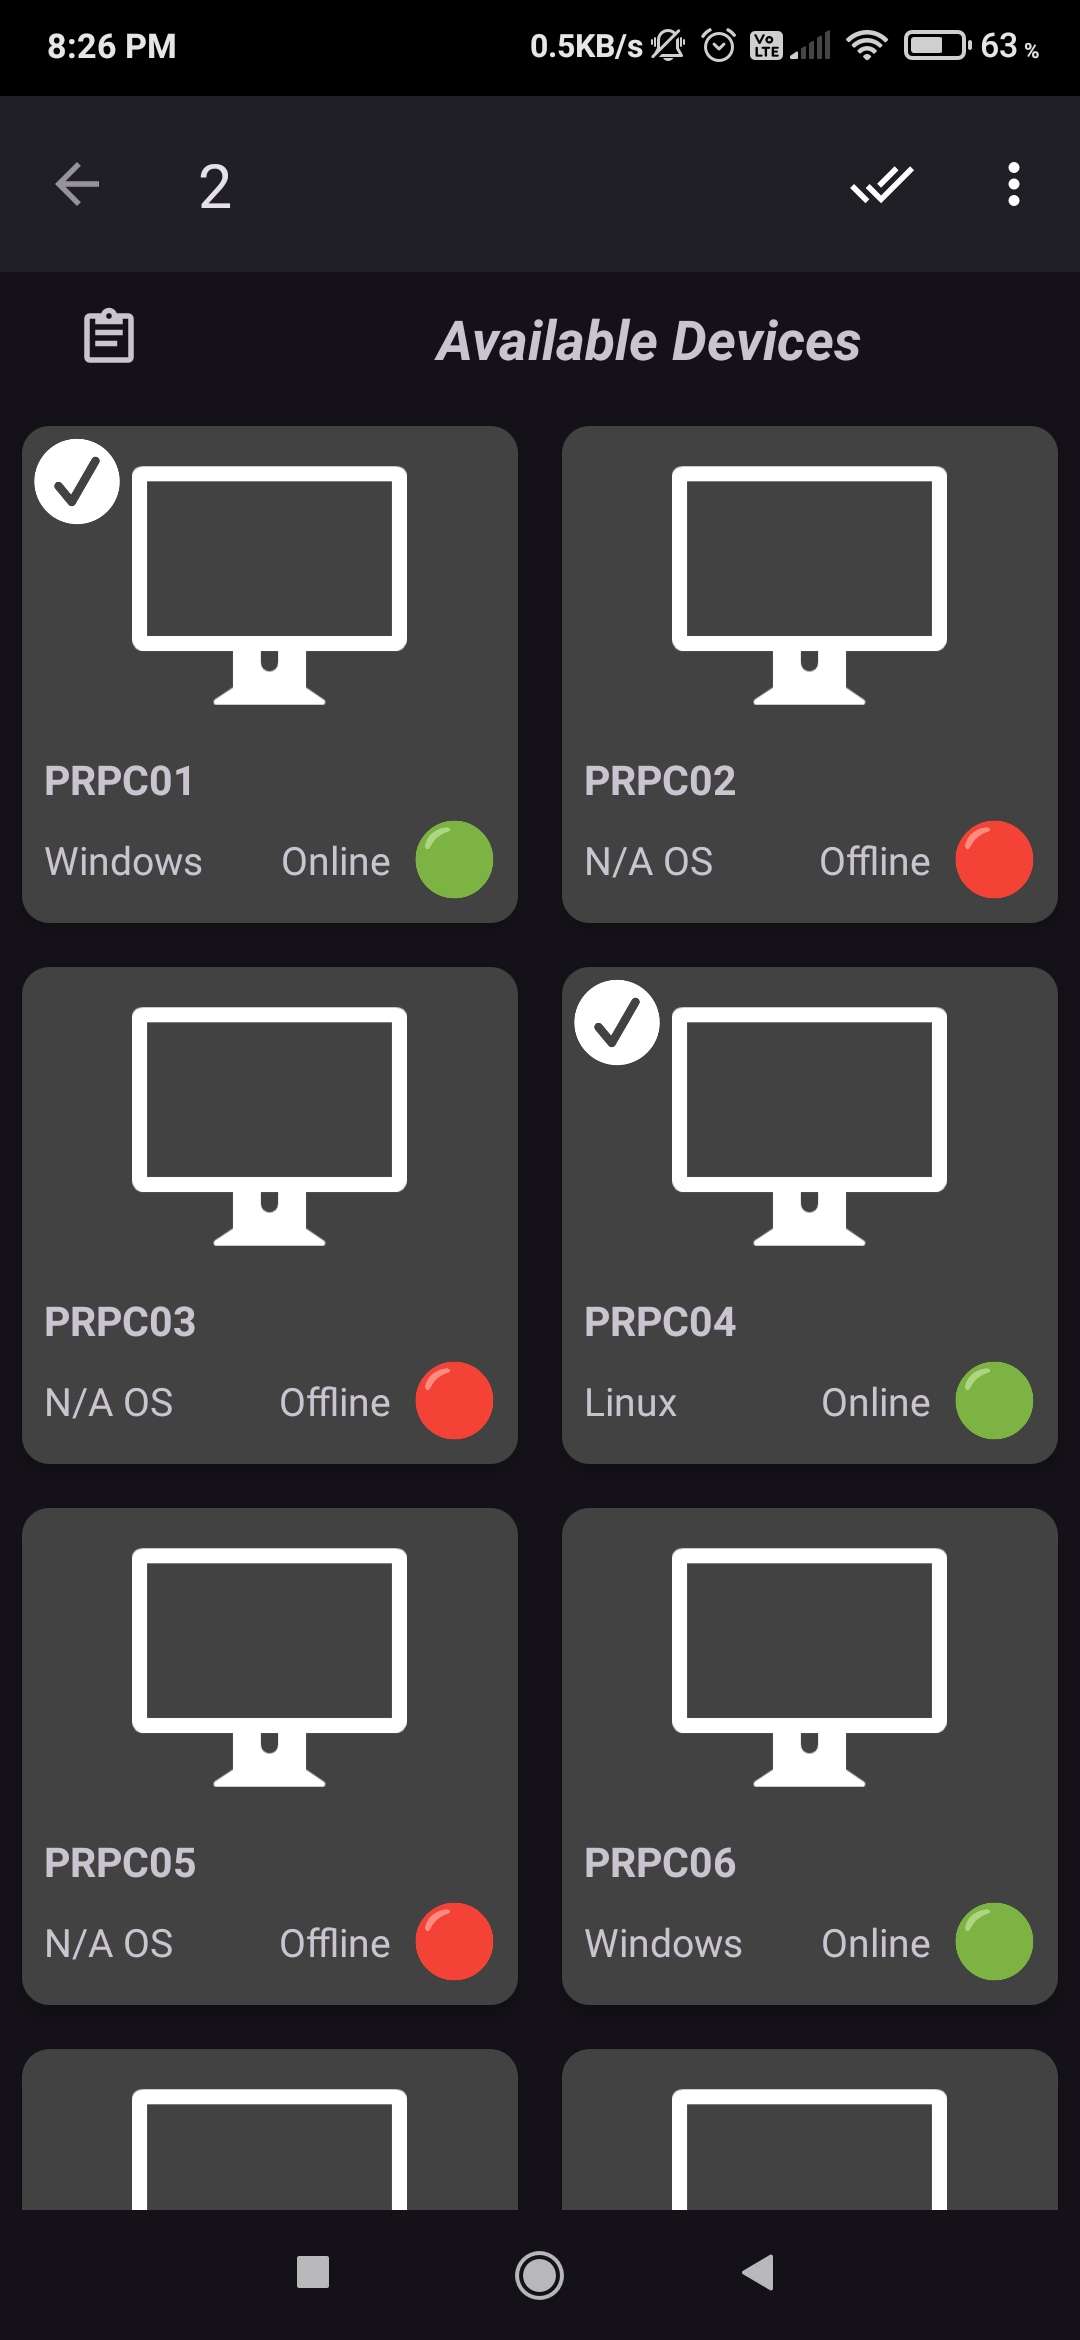 8:26 PM 0.5KB/s Vo LTE 63 %
2
Available Devices
PRPC01
Windows Online
PRPC02
N/A OS Offline
PRPC03
N/A OS Offline
PRPC04
Linux Online
PRPC05
N/A OS Offline
PRPC06
Windows Online